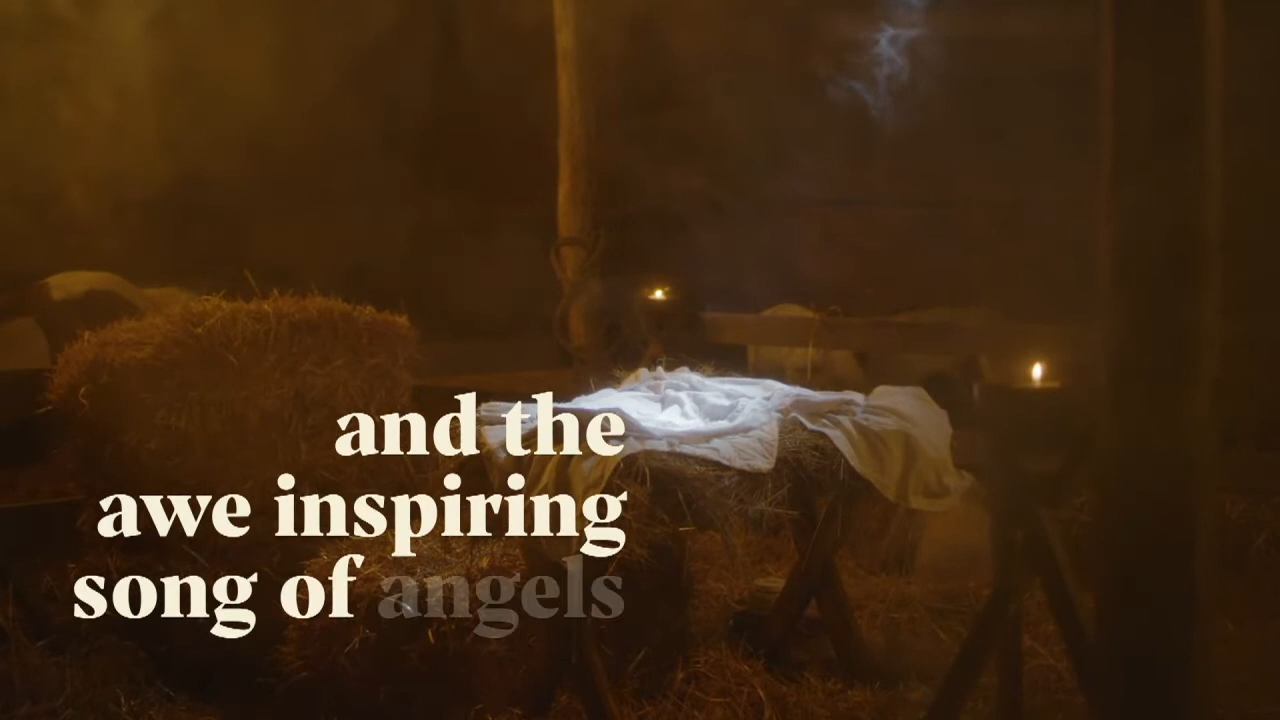 and the
awe inspiring
song of angels